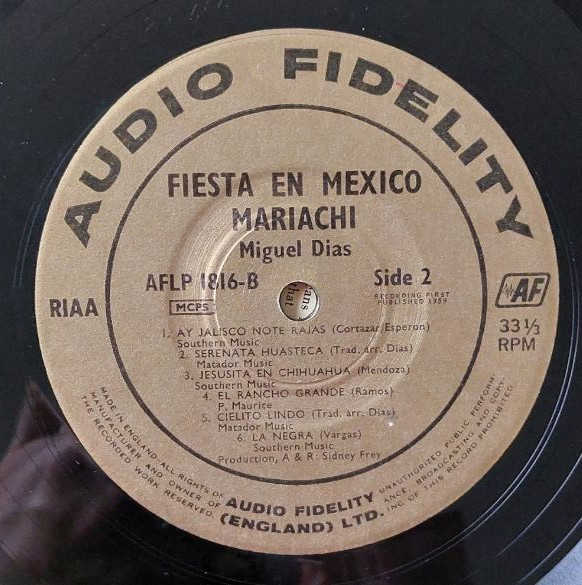 AUDIO FIDELITY
FIESTA EN MEXICO
MARIACHI
Miguel Dias
AFLP 1816-B
Side 2
MCPS
RECORDING FIRST
PUBLISHED 1959
RIAA
AF
33 1/3
RPM
1. AY JALISCO NOTE RAJAS (Cortazar, Esperon)
Southern Music
2. SERENATA HUASTECA (Trad. arr. Dias)
Matador Music
3. JESUSITA EN CHIHUAHUA (Mendoza)
Southern Music
4. EL RANCHO GRANDE (Ramos)
P. Maurice
5. CIELITO LINDO (Trad. arr. Dias)
Matador Music
6. LA NEGRA (Vargas)
Southern Music
Production, A & R: Sidney Frey
MADE IN ENGLAND—ALL RIGHTS OF
MANUFACTURER AND OWNER OF
THE RECORDED WORK RESERVED.
AUDIO FIDELITY
(ENGLAND) LTD.
UNAUTHORIZED PUBLIC PERFORM-
ANCE, BROADCASTING AND COPY-
ING OF THIS RECORD PROHIBITED.